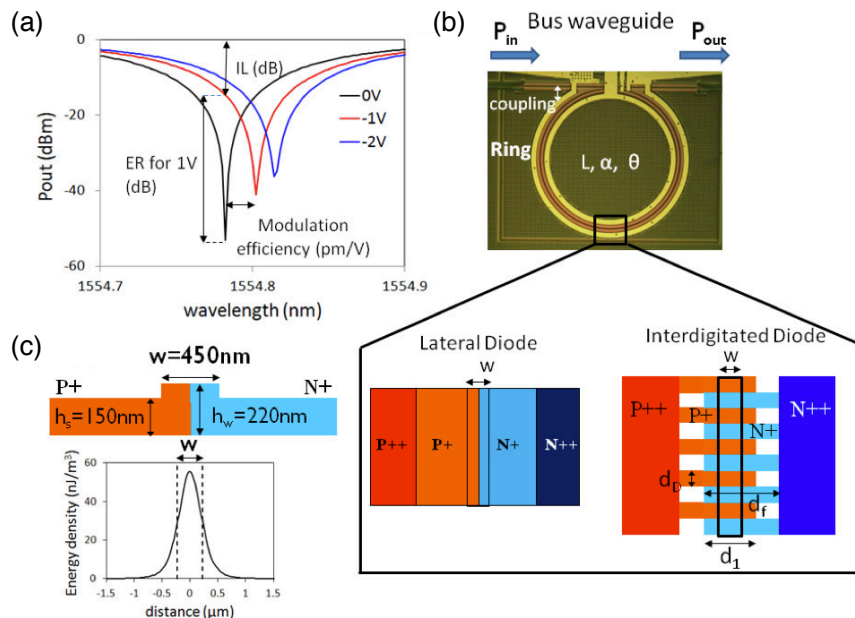 (a)
0
-20
-40
-60
Pout (dBm)
IL (dB)
0V
-1V
-2V
ER for 1V
(dB)
Modulation
efficiency (pm/V)
1554.7
1554.8
1554.9
wavelength (nm)
(b)
Bus waveguide
Pin
Pout
coupling
Ring
L, α, θ
(c)
w=450nm
P+
N+
hs=150nm
hw=220nm
w
60
45
30
15
0
Energy density (nJ/m³)
-1.5
-1
-0.5
0
0.5
1
1.5
distance (μm)
Lateral Diode
w
P++
P+
N+
N++
Interdigitated Diode
w
P++
P+
N+
N++
dD
df
d1